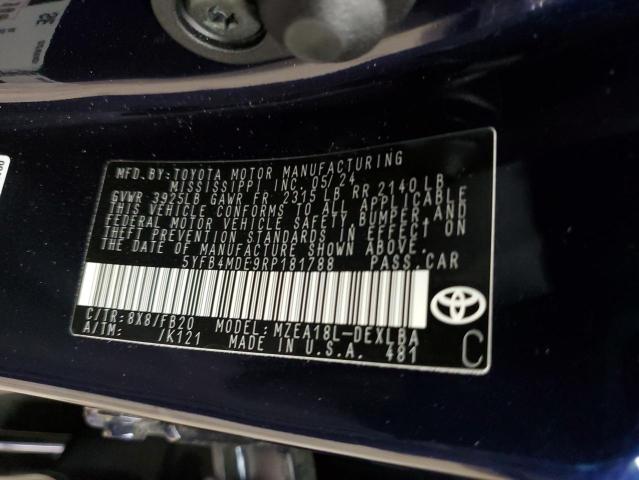 MFD.BY:TOYOTA MOTOR MANUFACTURING
MISSISSIPPI INC.05/24
GVWR 3925LB GAWR FR 2315LB RR 2140LB
THIS VEHICLE CONFORMS TO ALL APPLICABLE
FEDERAL MOTOR VEHICLE SAFETY,BUMPER,AND
THEFT PREVENTION STANDARDS IN EFFECT ON
THE DATE OF MANUFACTURE SHOWN ABOVE.
5YFB4MDE9RP181788 PASS.CAR
C/TR:8X8/FB20 MODEL:MZEA18L-DEXLBA
A/TM: /K121 MADE IN U.S.A. 481
C